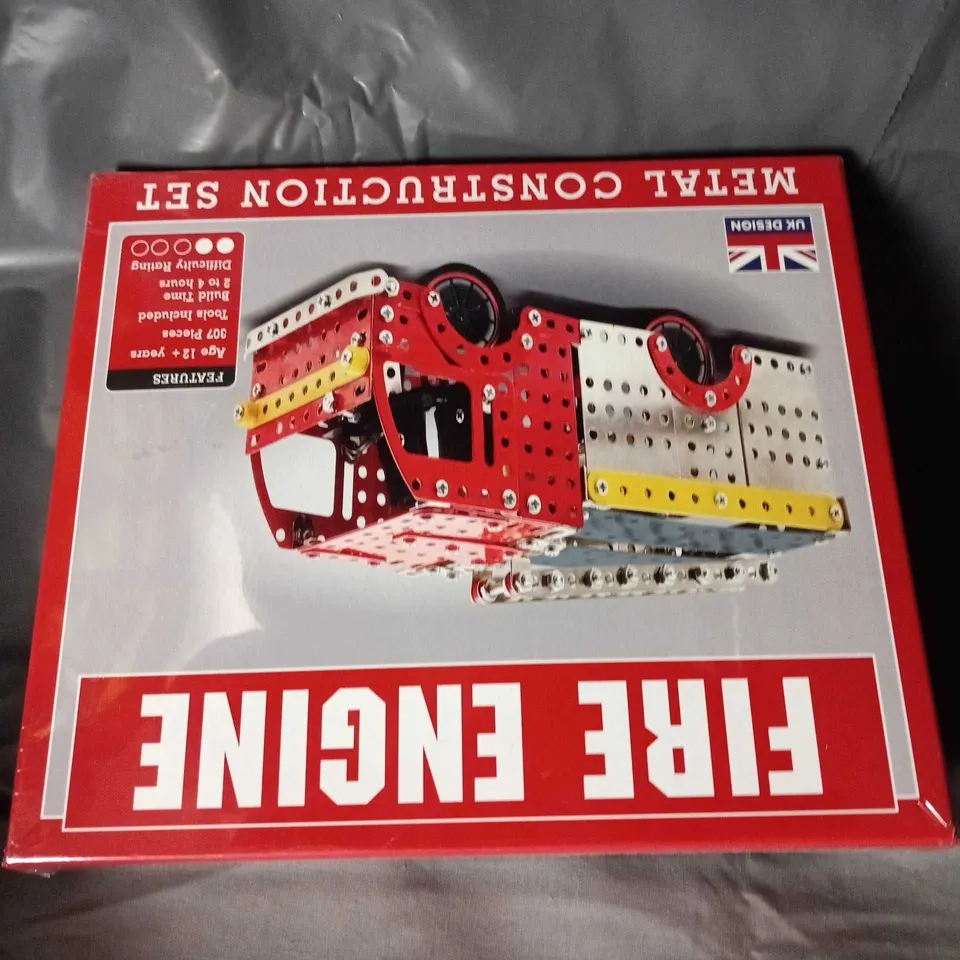 FIRE ENGINE
FEATURES
Age 12 + years
307 Pieces
Tools Included
Build Time
2 to 4 hours
Difficulty Rating
UK DESIGN
METAL CONSTRUCTION SET